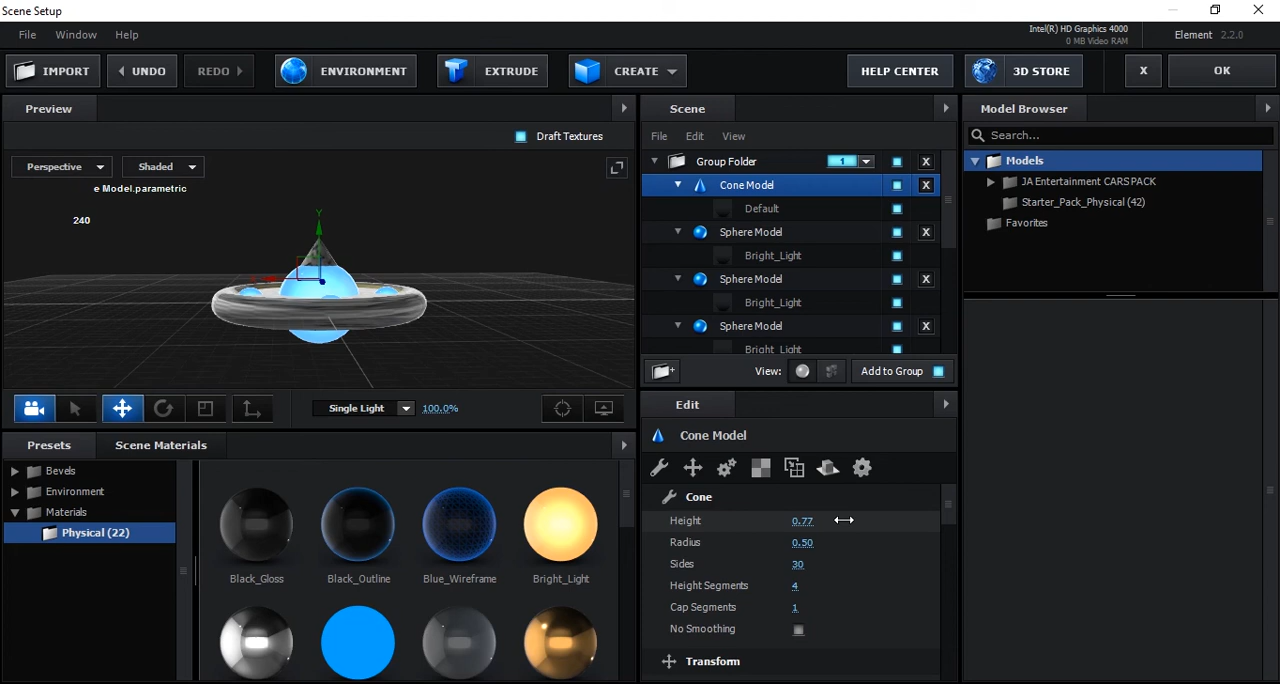 Scene Setup
File Window Help
Intel(R) HD Graphics 4000
0 MB Video RAM
Element 2.2.0
IMPORT UNDO REDO ENVIRONMENT EXTRUDE CREATE HELP CENTER 3D STORE X OK
Preview
Draft Textures
Perspective Shaded
e Model.parametric
240
Y
Single Light 100.0%
Presets Scene Materials
Bevels
Environment
Materials
Physical (22)
Black_Gloss Black_Outline Blue_Wireframe Bright_Light
Scene
File Edit View
Group Folder 1 X
Cone Model X
Default
Sphere Model X
Bright_Light
Sphere Model X
Bright_Light
Sphere Model X
Bright_Light
View: Add to Group
Edit
Cone Model
Cone
Height 0.77
Radius 0.50
Sides 30
Height Segments 4
Cap Segments 1
No Smoothing
Transform
Model Browser
Search...
Models
JA Entertainment CARSPACK
Starter_Pack_Physical (42)
Favorites